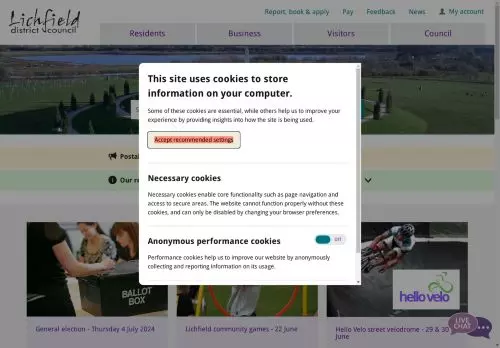 Lichfield
district council
Report, book & apply
Pay
Feedback
News
My account
Residents
Business
Visitors
Council
This site uses cookies to store
information on your computer.
Some of these cookies are essential, while others help us to improve your
experience by providing insights into how the site is being used.
Accept recommended settings
Posta
Our r
Necessary cookies
Necessary cookies enable core functionality such as page navigation and
access to secure areas. The website cannot function properly without these
cookies, and can only be disabled by changing your browser preferences.
Anonymous performance cookies
Off
Performance cookies help us to improve our website by anonymously
collecting and reporting information on its usage.
BALLOT
BOX
hello velo
General election - Thursday 4 July 2024
Lichfield community games - 22 June
Hello Velo street velodrome - 29 & 30
June
LIVE
CHAT